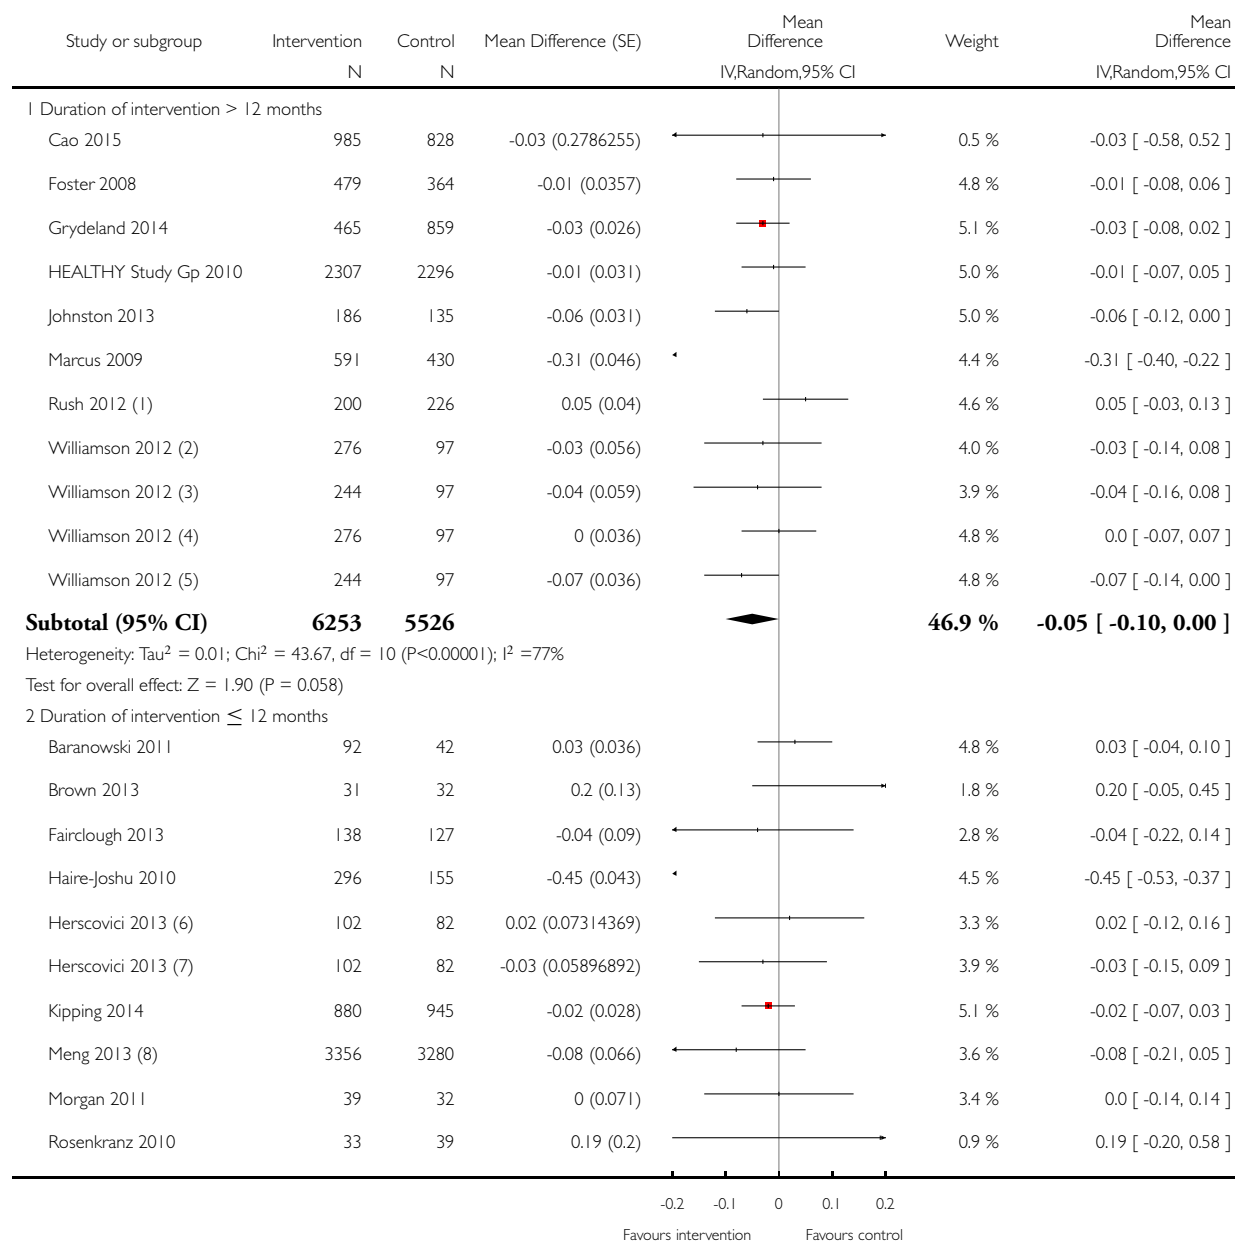 Study or subgroup Intervention Control Mean Difference (SE) Mean Difference Weight Mean Difference
N N IV,Random,95% CI IV,Random,95% CI
1 Duration of intervention > 12 months
Cao 2015 985 828 -0.03 (0.2786255) 0.5 % -0.03 [ -0.58, 0.52 ]
Foster 2008 479 364 -0.01 (0.0357) 4.8 % -0.01 [ -0.08, 0.06 ]
Grydeland 2014 465 859 -0.03 (0.026) 5.1 % -0.03 [ -0.08, 0.02 ]
HEALTHY Study Gp 2010 2307 2296 -0.01 (0.031) 5.0 % -0.01 [ -0.07, 0.05 ]
Johnston 2013 186 135 -0.06 (0.031) 5.0 % -0.06 [ -0.12, 0.00 ]
Marcus 2009 591 430 -0.31 (0.046) 4.4 % -0.31 [ -0.40, -0.22 ]
Rush 2012 (1) 200 226 0.05 (0.04) 4.6 % 0.05 [ -0.03, 0.13 ]
Williamson 2012 (2) 276 97 -0.03 (0.056) 4.0 % -0.03 [ -0.14, 0.08 ]
Williamson 2012 (3) 244 97 -0.04 (0.059) 3.9 % -0.04 [ -0.16, 0.08 ]
Williamson 2012 (4) 276 97 0 (0.036) 4.8 % 0.0 [ -0.07, 0.07 ]
Williamson 2012 (5) 244 97 -0.07 (0.036) 4.8 % -0.07 [ -0.14, 0.00 ]
Subtotal (95% CI) 6253 5526 46.9 % -0.05 [ -0.10, 0.00 ]
Heterogeneity: Tau² = 0.01; Chi² = 43.67, df = 10 (P<0.00001); I² =77%
Test for overall effect: Z = 1.90 (P = 0.058)
2 Duration of intervention ≤ 12 months
Baranowski 2011 92 42 0.03 (0.036) 4.8 % 0.03 [ -0.04, 0.10 ]
Brown 2013 31 32 0.2 (0.13) 1.8 % 0.20 [ -0.05, 0.45 ]
Fairclough 2013 138 127 -0.04 (0.09) 2.8 % -0.04 [ -0.22, 0.14 ]
Haire-Joshu 2010 296 155 -0.45 (0.043) 4.5 % -0.45 [ -0.53, -0.37 ]
Herscovici 2013 (6) 102 82 0.02 (0.07314369) 3.3 % 0.02 [ -0.12, 0.16 ]
Herscovici 2013 (7) 102 82 -0.03 (0.05896892) 3.9 % -0.03 [ -0.15, 0.09 ]
Kipping 2014 880 945 -0.02 (0.028) 5.1 % -0.02 [ -0.07, 0.03 ]
Meng 2013 (8) 3356 3280 -0.08 (0.066) 3.6 % -0.08 [ -0.21, 0.05 ]
Morgan 2011 39 32 0 (0.071) 3.4 % 0.0 [ -0.14, 0.14 ]
Rosenkranz 2010 33 39 0.19 (0.2) 0.9 % 0.19 [ -0.20, 0.58 ]
-0.2 -0.1 0 0.1 0.2
Favours intervention Favours control